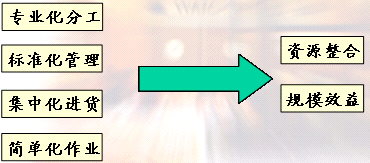 专业化分工
标准化管理
集中化进货
简单化作业
资源整合
规模效益